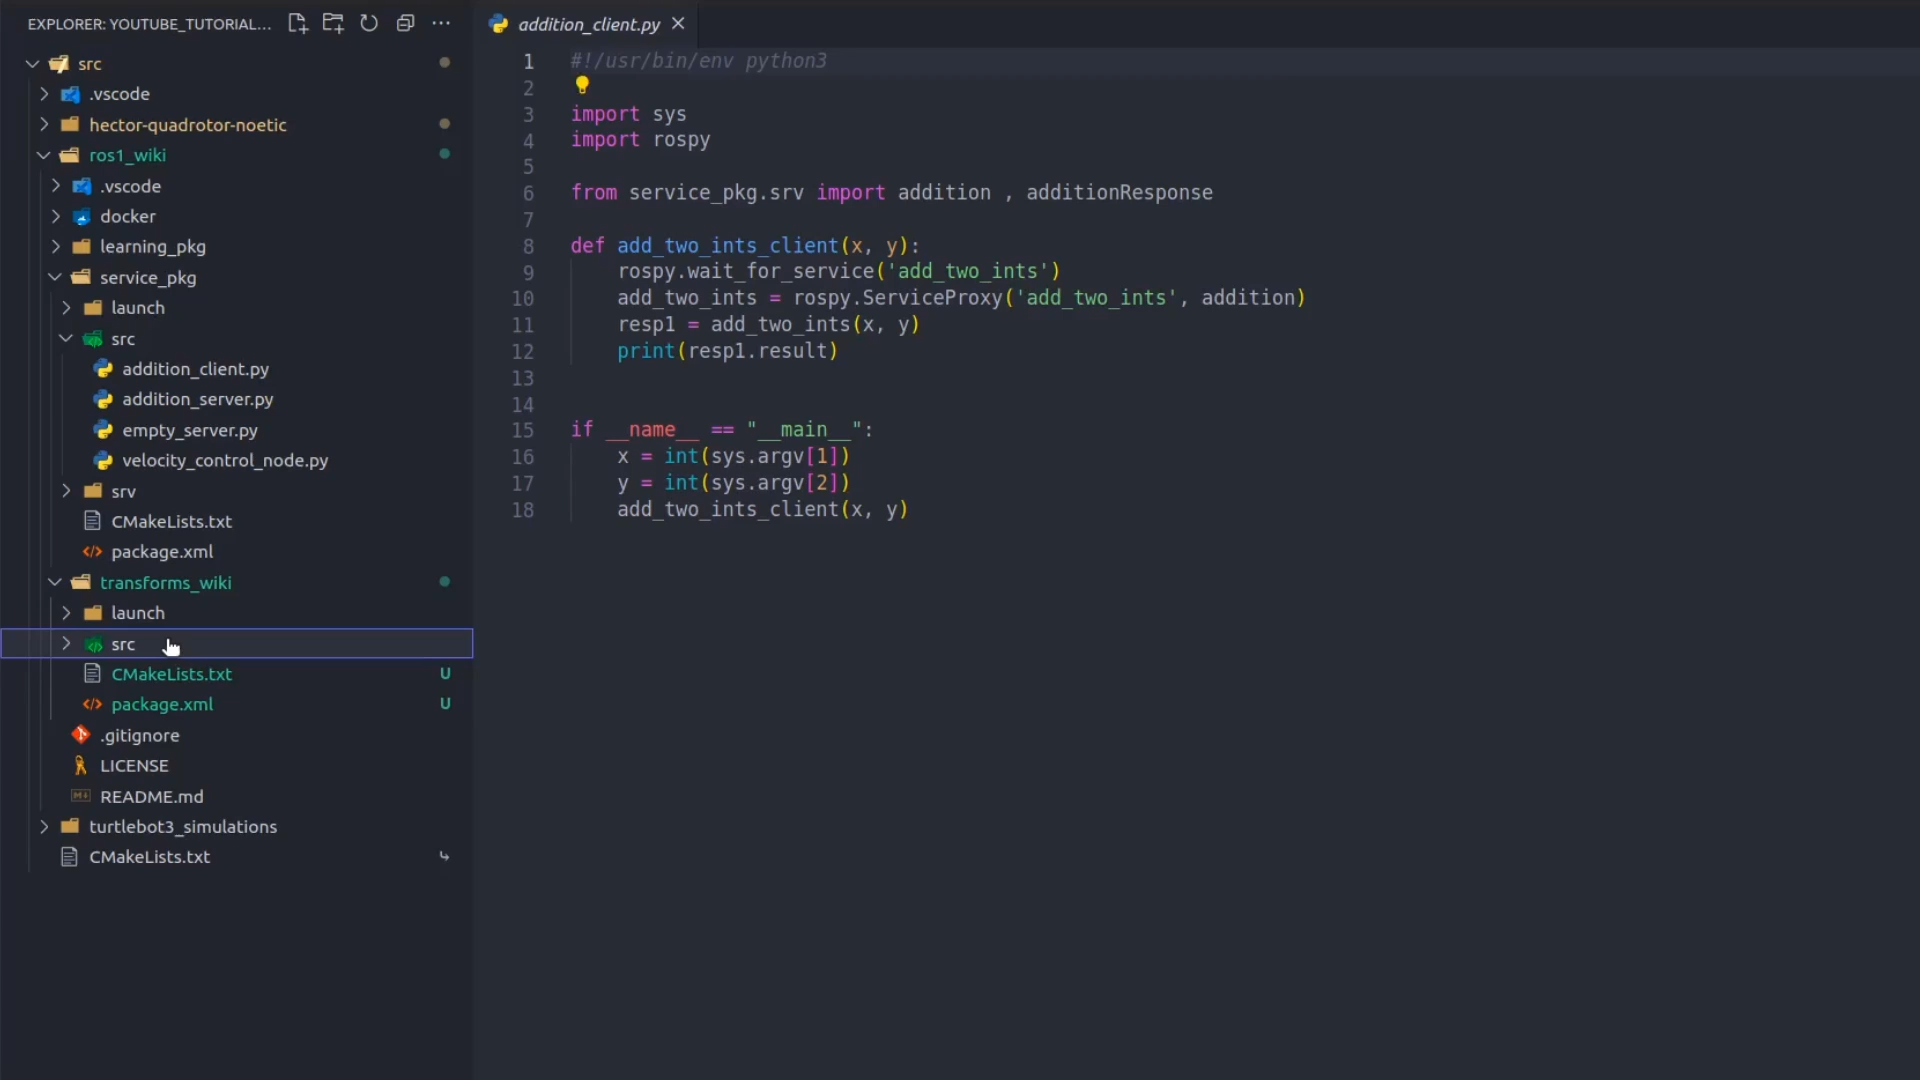 EXPLORER: YOUTUBE_TUTORIAL...
src
.vscode
hector-quadrotor-noetic
ros1_wiki
.vscode
docker
learning_pkg
service_pkg
launch
src
addition_client.py
addition_server.py
empty_server.py
velocity_control_node.py
srv
CMakeLists.txt
package.xml
transforms_wiki
launch
src
CMakeLists.txt U
package.xml U
.gitignore
LICENSE
README.md
turtlebot3_simulations
CMakeLists.txt
addition_client.py
1 #!/usr/bin/env python3
2
3 import sys
4 import rospy
5
6 from service_pkg.srv import addition , additionResponse
7
8 def add_two_ints_client(x, y):
9 rospy.wait_for_service('add_two_ints')
10 add_two_ints = rospy.ServiceProxy('add_two_ints', addition)
11 resp1 = add_two_ints(x, y)
12 print(resp1.result)
13
14
15 if __name__ == "__main__":
16 x = int(sys.argv[1])
17 y = int(sys.argv[2])
18 add_two_ints_client(x, y)